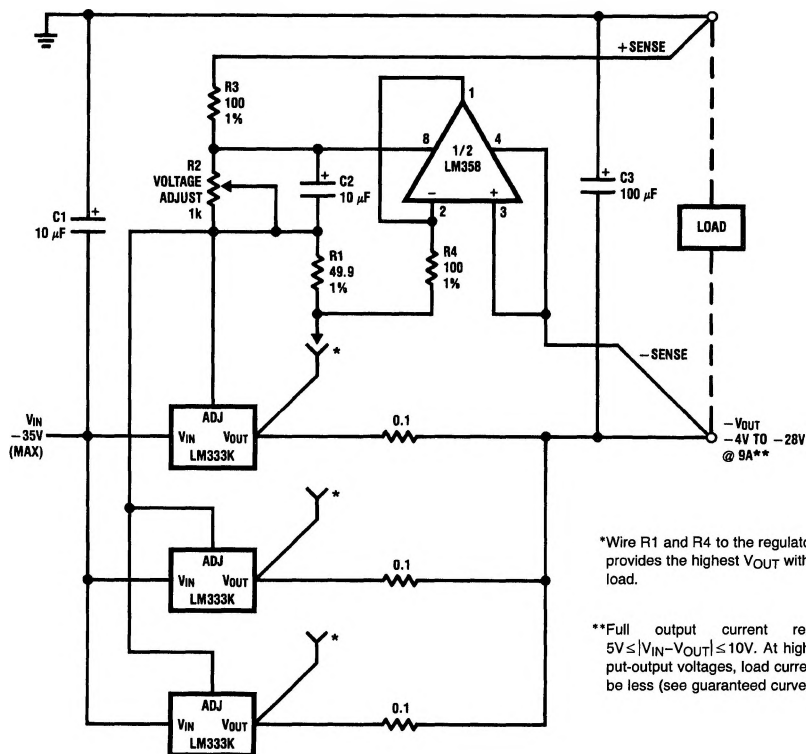 +SENSE
R3
100
1%
1
8
4
1/2
LM358
R2
VOLTAGE
ADJUST
1k
+
C2
10 µF
−
+
2
3
+
C3
100 µF
LOAD
+
C1
10 µF
R1
49.9
1%
R4
100
1%
*
−SENSE
VIN
−35V
(MAX)
ADJ
VIN
VOUT
LM333K
0.1
−VOUT
−4V TO −28V
@ 9A**
*
ADJ
VIN
VOUT
LM333K
0.1
*
ADJ
VIN
VOUT
LM333K
0.1
*Wire R1 and R4 to the regulato
provides the highest VOUT with
load.
**Full output current re
5V≤|VIN–VOUT|≤10V. At high
put-output voltages, load curre
be less (see guaranteed curve